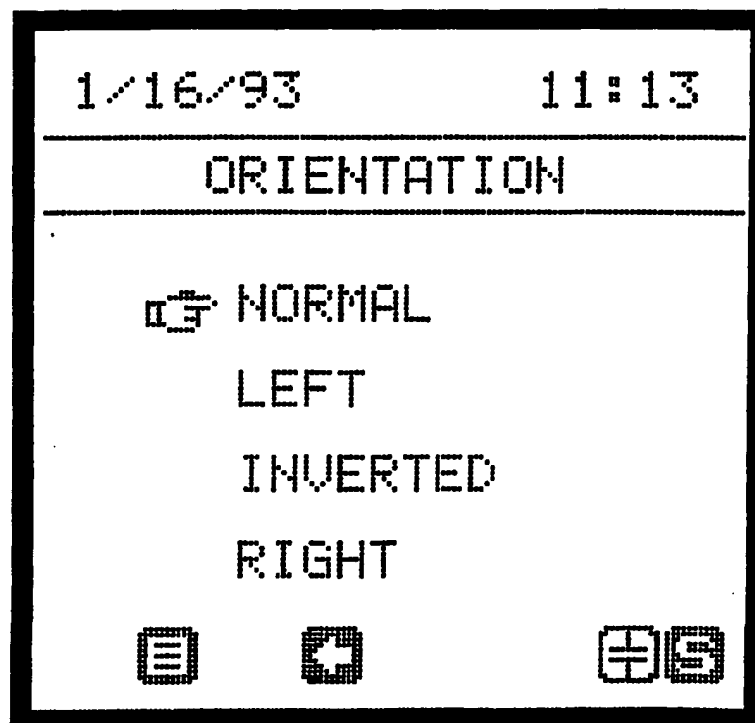 1/16/93 11:13
ORIENTATION
NORMAL
LEFT
INVERTED
RIGHT
S